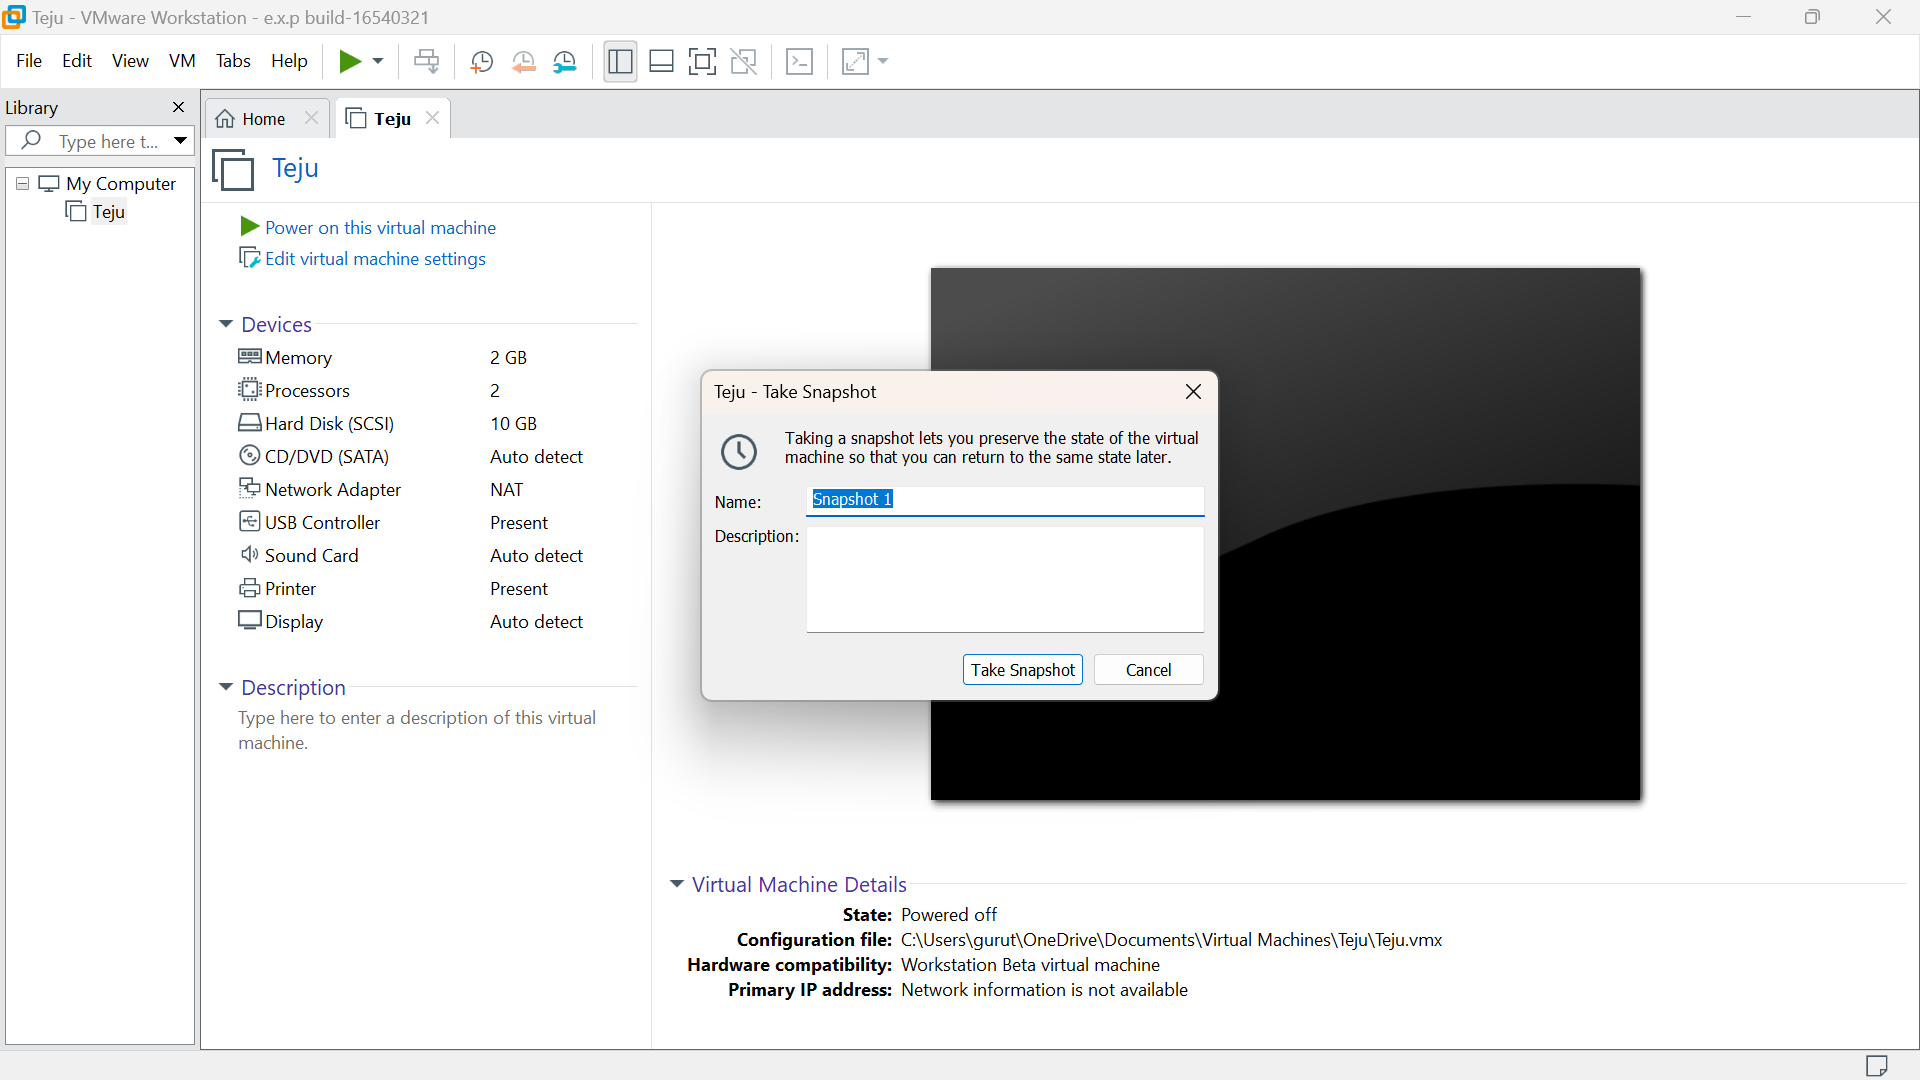 Teju - VMware Workstation - e.x.p build-16540321
File Edit View VM Tabs Help
Library
Type here t...
My Computer
Teju
Home
Teju
Teju
Power on this virtual machine
Edit virtual machine settings
Devices
Memory 2 GB
Processors 2
Hard Disk (SCSI) 10 GB
CD/DVD (SATA) Auto detect
Network Adapter NAT
USB Controller Present
Sound Card Auto detect
Printer Present
Display Auto detect
Description
Type here to enter a description of this virtual
machine.
Teju - Take Snapshot
Taking a snapshot lets you preserve the state of the virtual
machine so that you can return to the same state later.
Name: Snapshot 1
Description:
Take Snapshot Cancel
Virtual Machine Details
State: Powered off
Configuration file: C:\Users\gurut\OneDrive\Documents\Virtual Machines\Teju\Teju.vmx
Hardware compatibility: Workstation Beta virtual machine
Primary IP address: Network information is not available